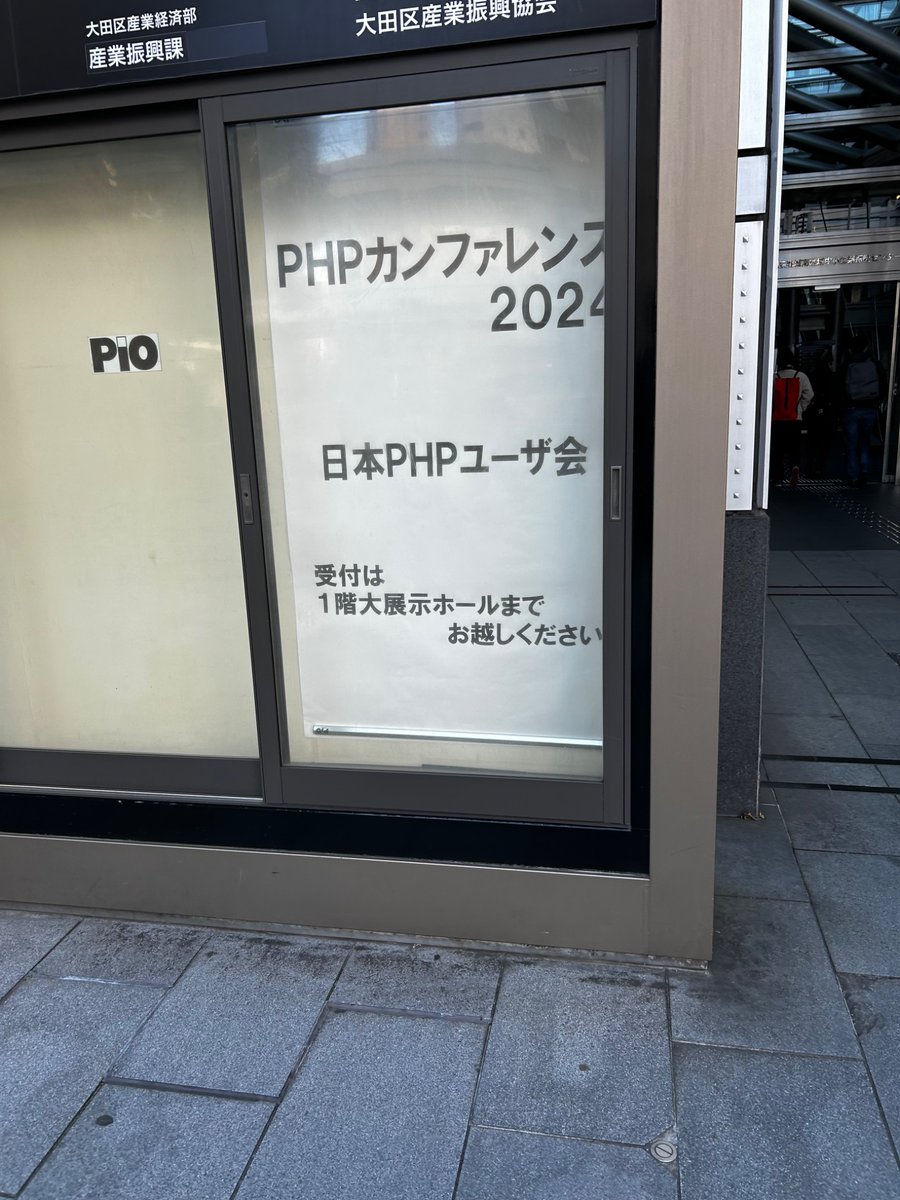 大田区産業経済部
産業振興課
大田区産業振興協会
PiO
PHPカンファレンス
2024
日本PHPユーザ会
受付は
1階大展示ホールまで
お越しください